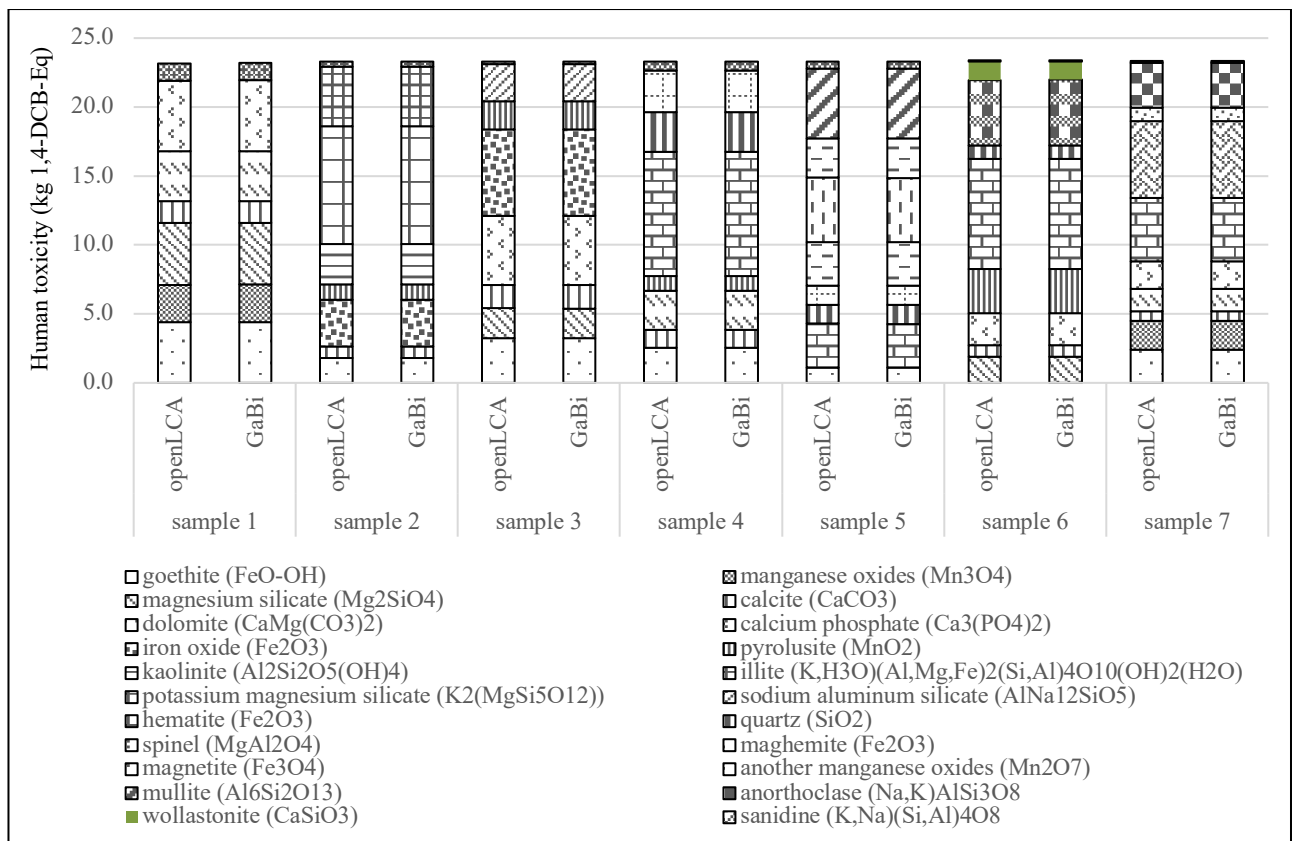 Human toxicity (kg 1,4-DCB-Eq)
25.0
20.0
15.0
10.0
5.0
0.0
openLCA GaBi openLCA GaBi openLCA GaBi openLCA GaBi openLCA GaBi openLCA GaBi openLCA GaBi
sample 1 sample 2 sample 3 sample 4 sample 5 sample 6 sample 7
goethite (FeO-OH) manganese oxides (Mn3O4)
magnesium silicate (Mg2SiO4) calcite (CaCO3)
dolomite (CaMg(CO3)2) calcium phosphate (Ca3(PO4)2)
iron oxide (Fe2O3) pyrolusite (MnO2)
kaolinite (Al2Si2O5(OH)4) illite (K,H3O)(Al,Mg,Fe)2(Si,Al)4O10(OH)2(H2O)
potassium magnesium silicate (K2(MgSi5O12)) sodium aluminum silicate (AlNa12SiO5)
hematite (Fe2O3) quartz (SiO2)
spinel (MgAl2O4) maghemite (Fe2O3)
magnetite (Fe3O4) another manganese oxides (Mn2O7)
mullite (Al6Si2O13) anorthoclase (Na,K)AlSi3O8
wollastonite (CaSiO3) sanidine (K,Na)(Si,Al)4O8